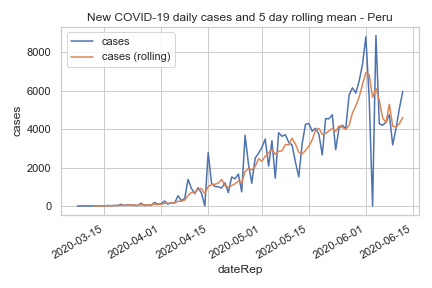 New COVID-19 daily cases and 5 day rolling mean - Peru
cases
cases (rolling)
8000
6000
4000
2000
0
cases
2020-03-15
2020-04-01
2020-04-15
2020-05-01
2020-05-15
2020-06-01
2020-06-15
dateRep